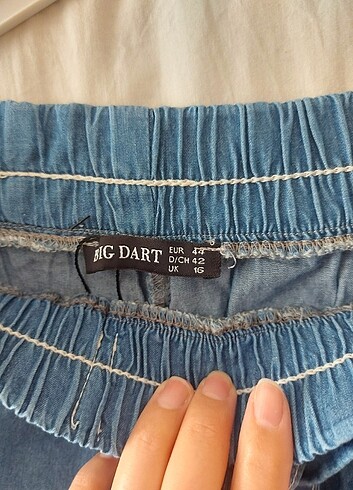 BIG DART
EUR 44
D/CH 42
UK 16